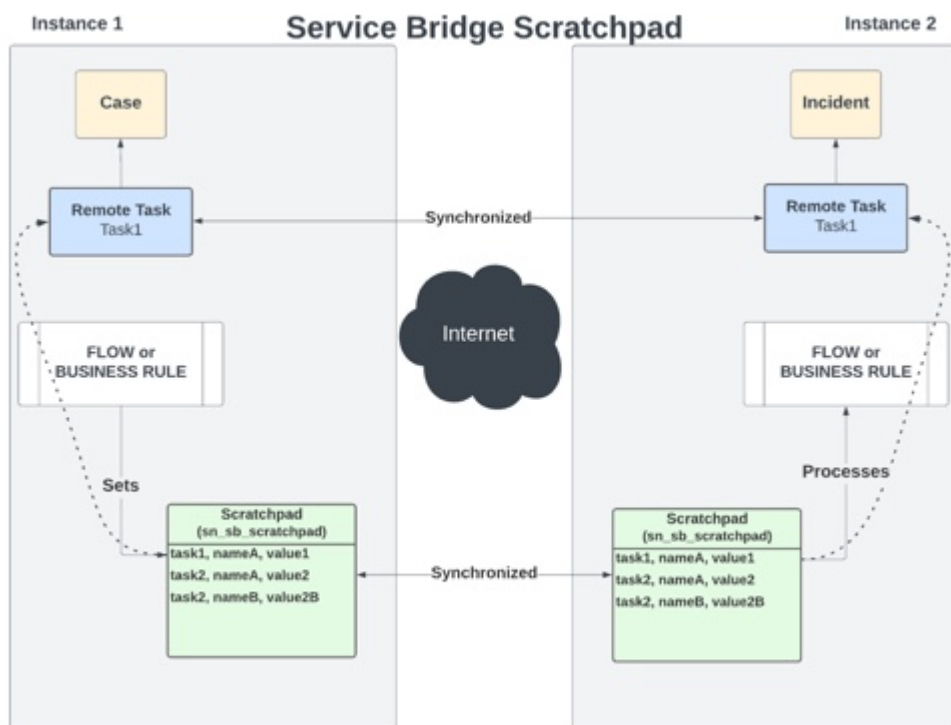 Service Bridge Scratchpad
Instance 1
Instance 2
Case
Incident
Remote Task
Task1
Synchronized
Remote Task
Task1
Internet
FLOW or
BUSINESS RULE
FLOW or
BUSINESS RULE
Sets
Processes
Scratchpad
(sn_sb_scratchpad)
task1, nameA, value1
task2, nameA, value2
task2, nameB, value2B
Synchronized
Scratchpad
(sn_sb_scratchpad)
task1, nameA, value1
task2, nameA, value2
task2, nameB, value2B